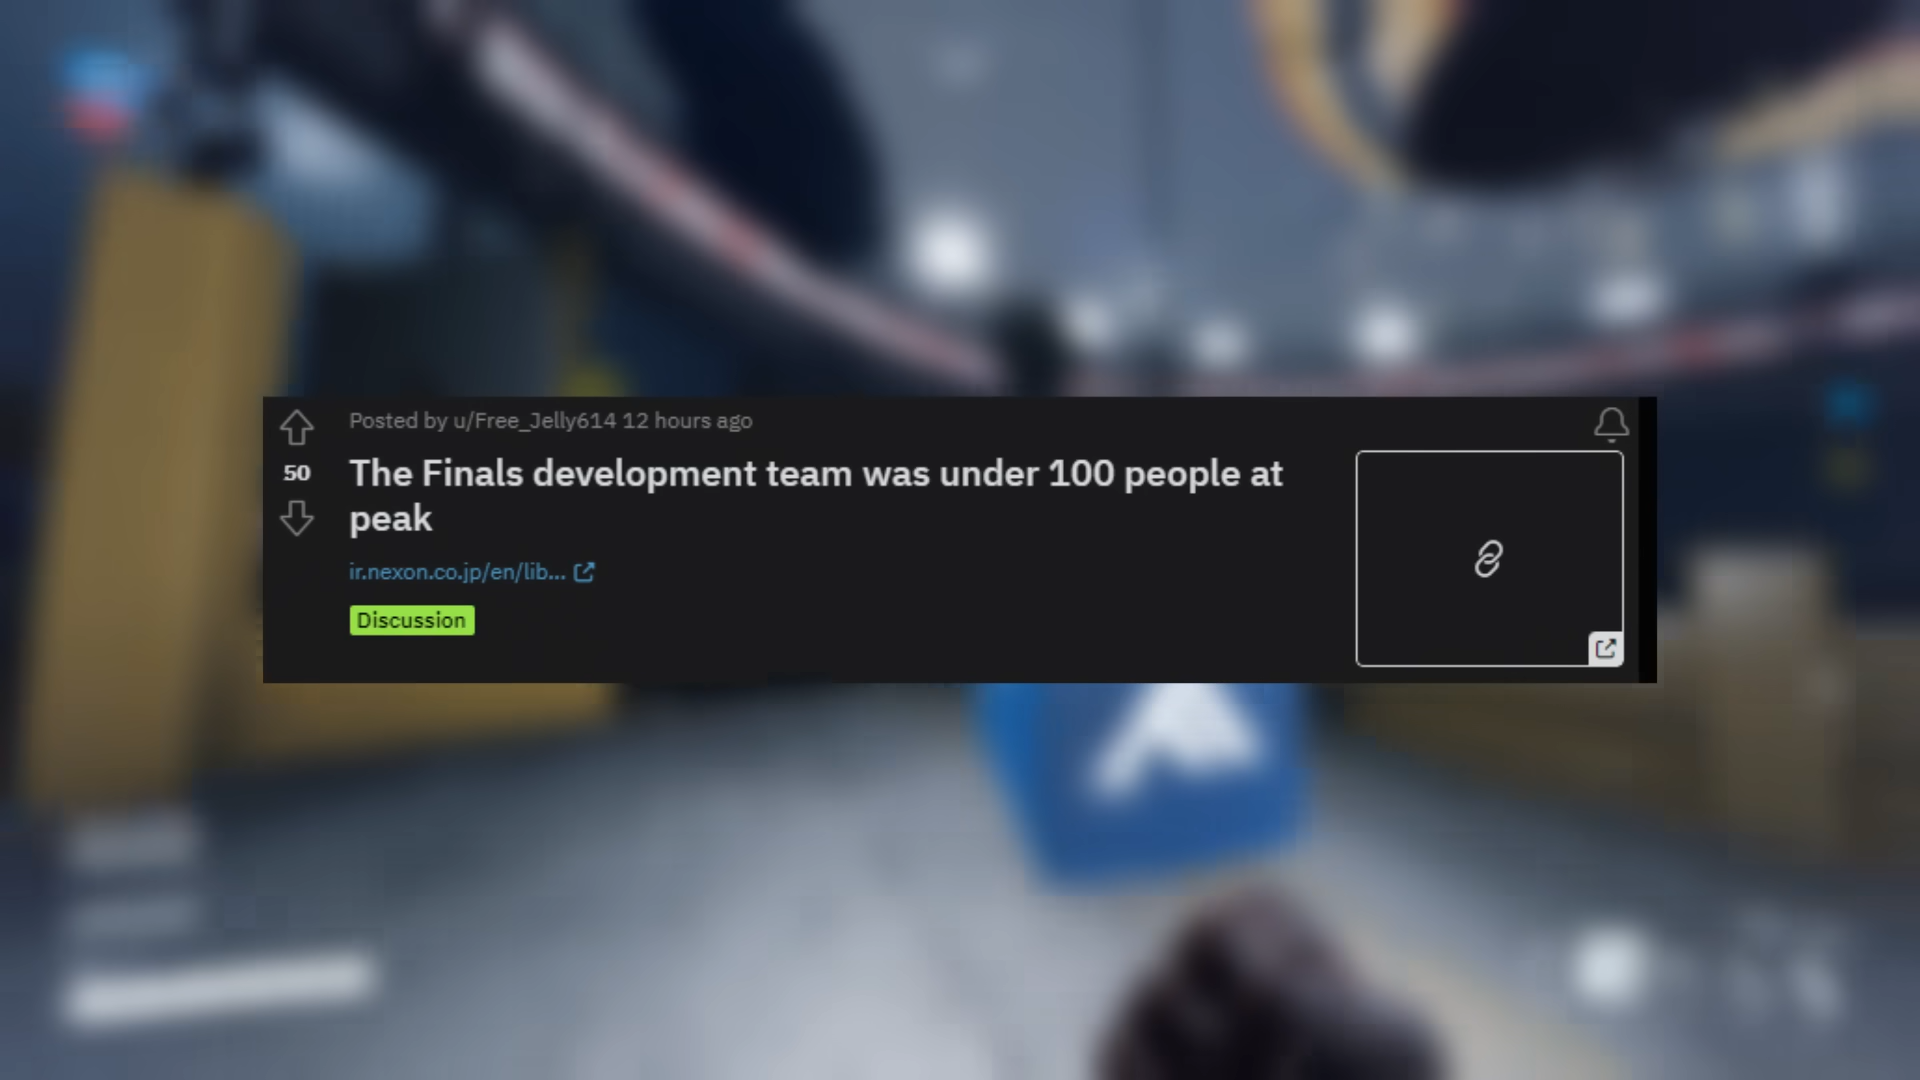 Posted by u/Free_Jelly614 12 hours ago
50
The Finals development team was under 100 people at
peak
ir.nexon.co.jp/en/lib...
Discussion